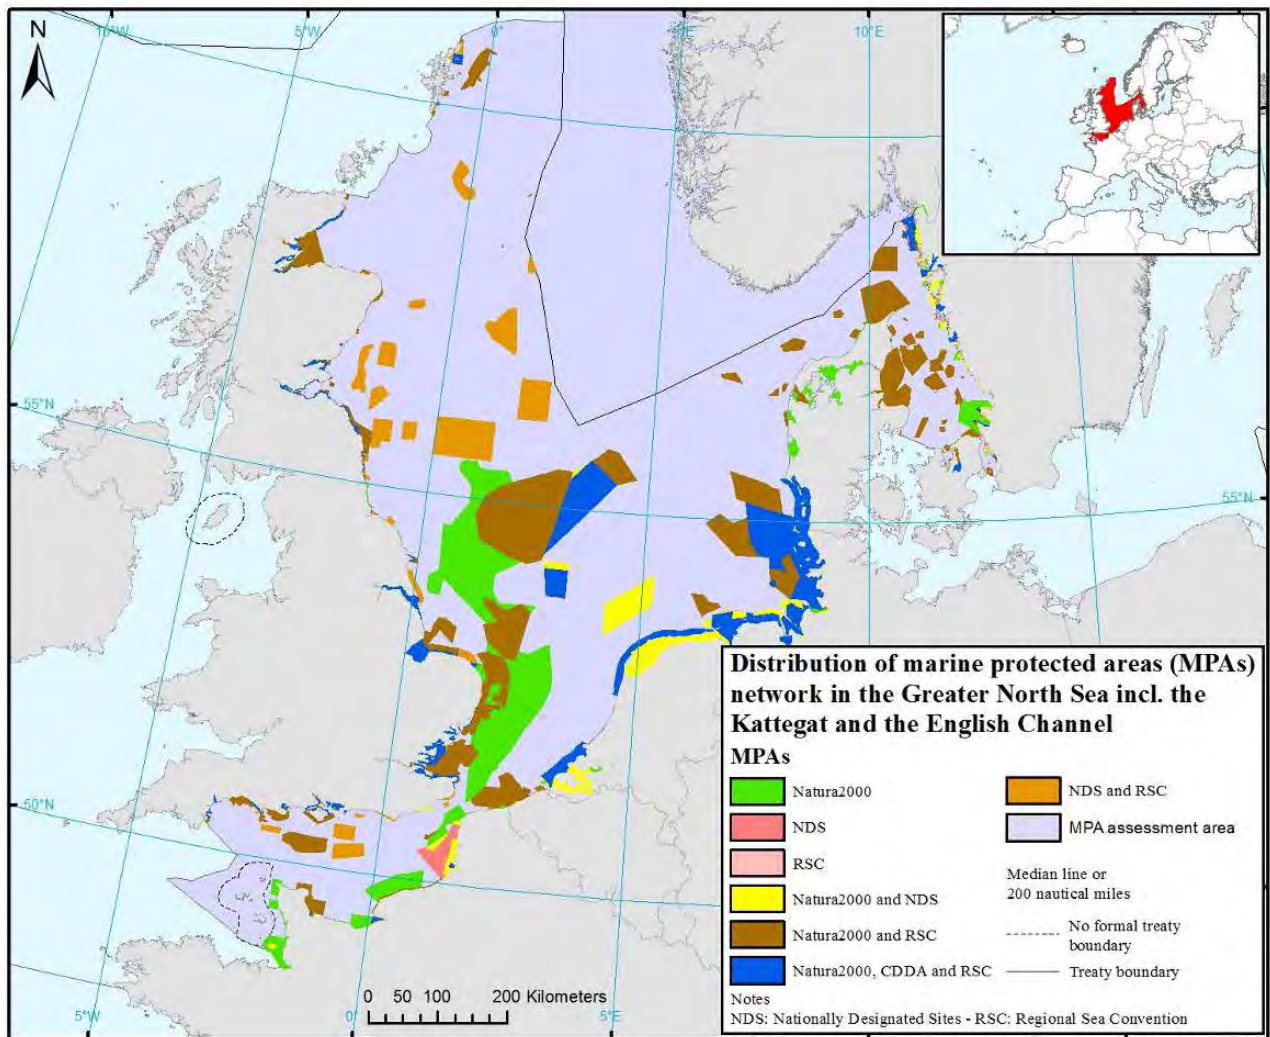 N
10°W
5°W
0°
5°E
10°E
55°N
55°N
50°N
5°W
0°
5°E
0 50 100 200 Kilometers
Distribution of marine protected areas (MPAs)
network in the Greater North Sea incl. the
Kattegat and the English Channel
MPAs
Natura2000
NDS
RSC
Natura2000 and NDS
Natura2000 and RSC
Natura2000, CDDA and RSC
NDS and RSC
MPA assessment area
Median line or
200 nautical miles
No formal treaty
boundary
Treaty boundary
Notes
NDS: Nationally Designated Sites - RSC: Regional Sea Convention